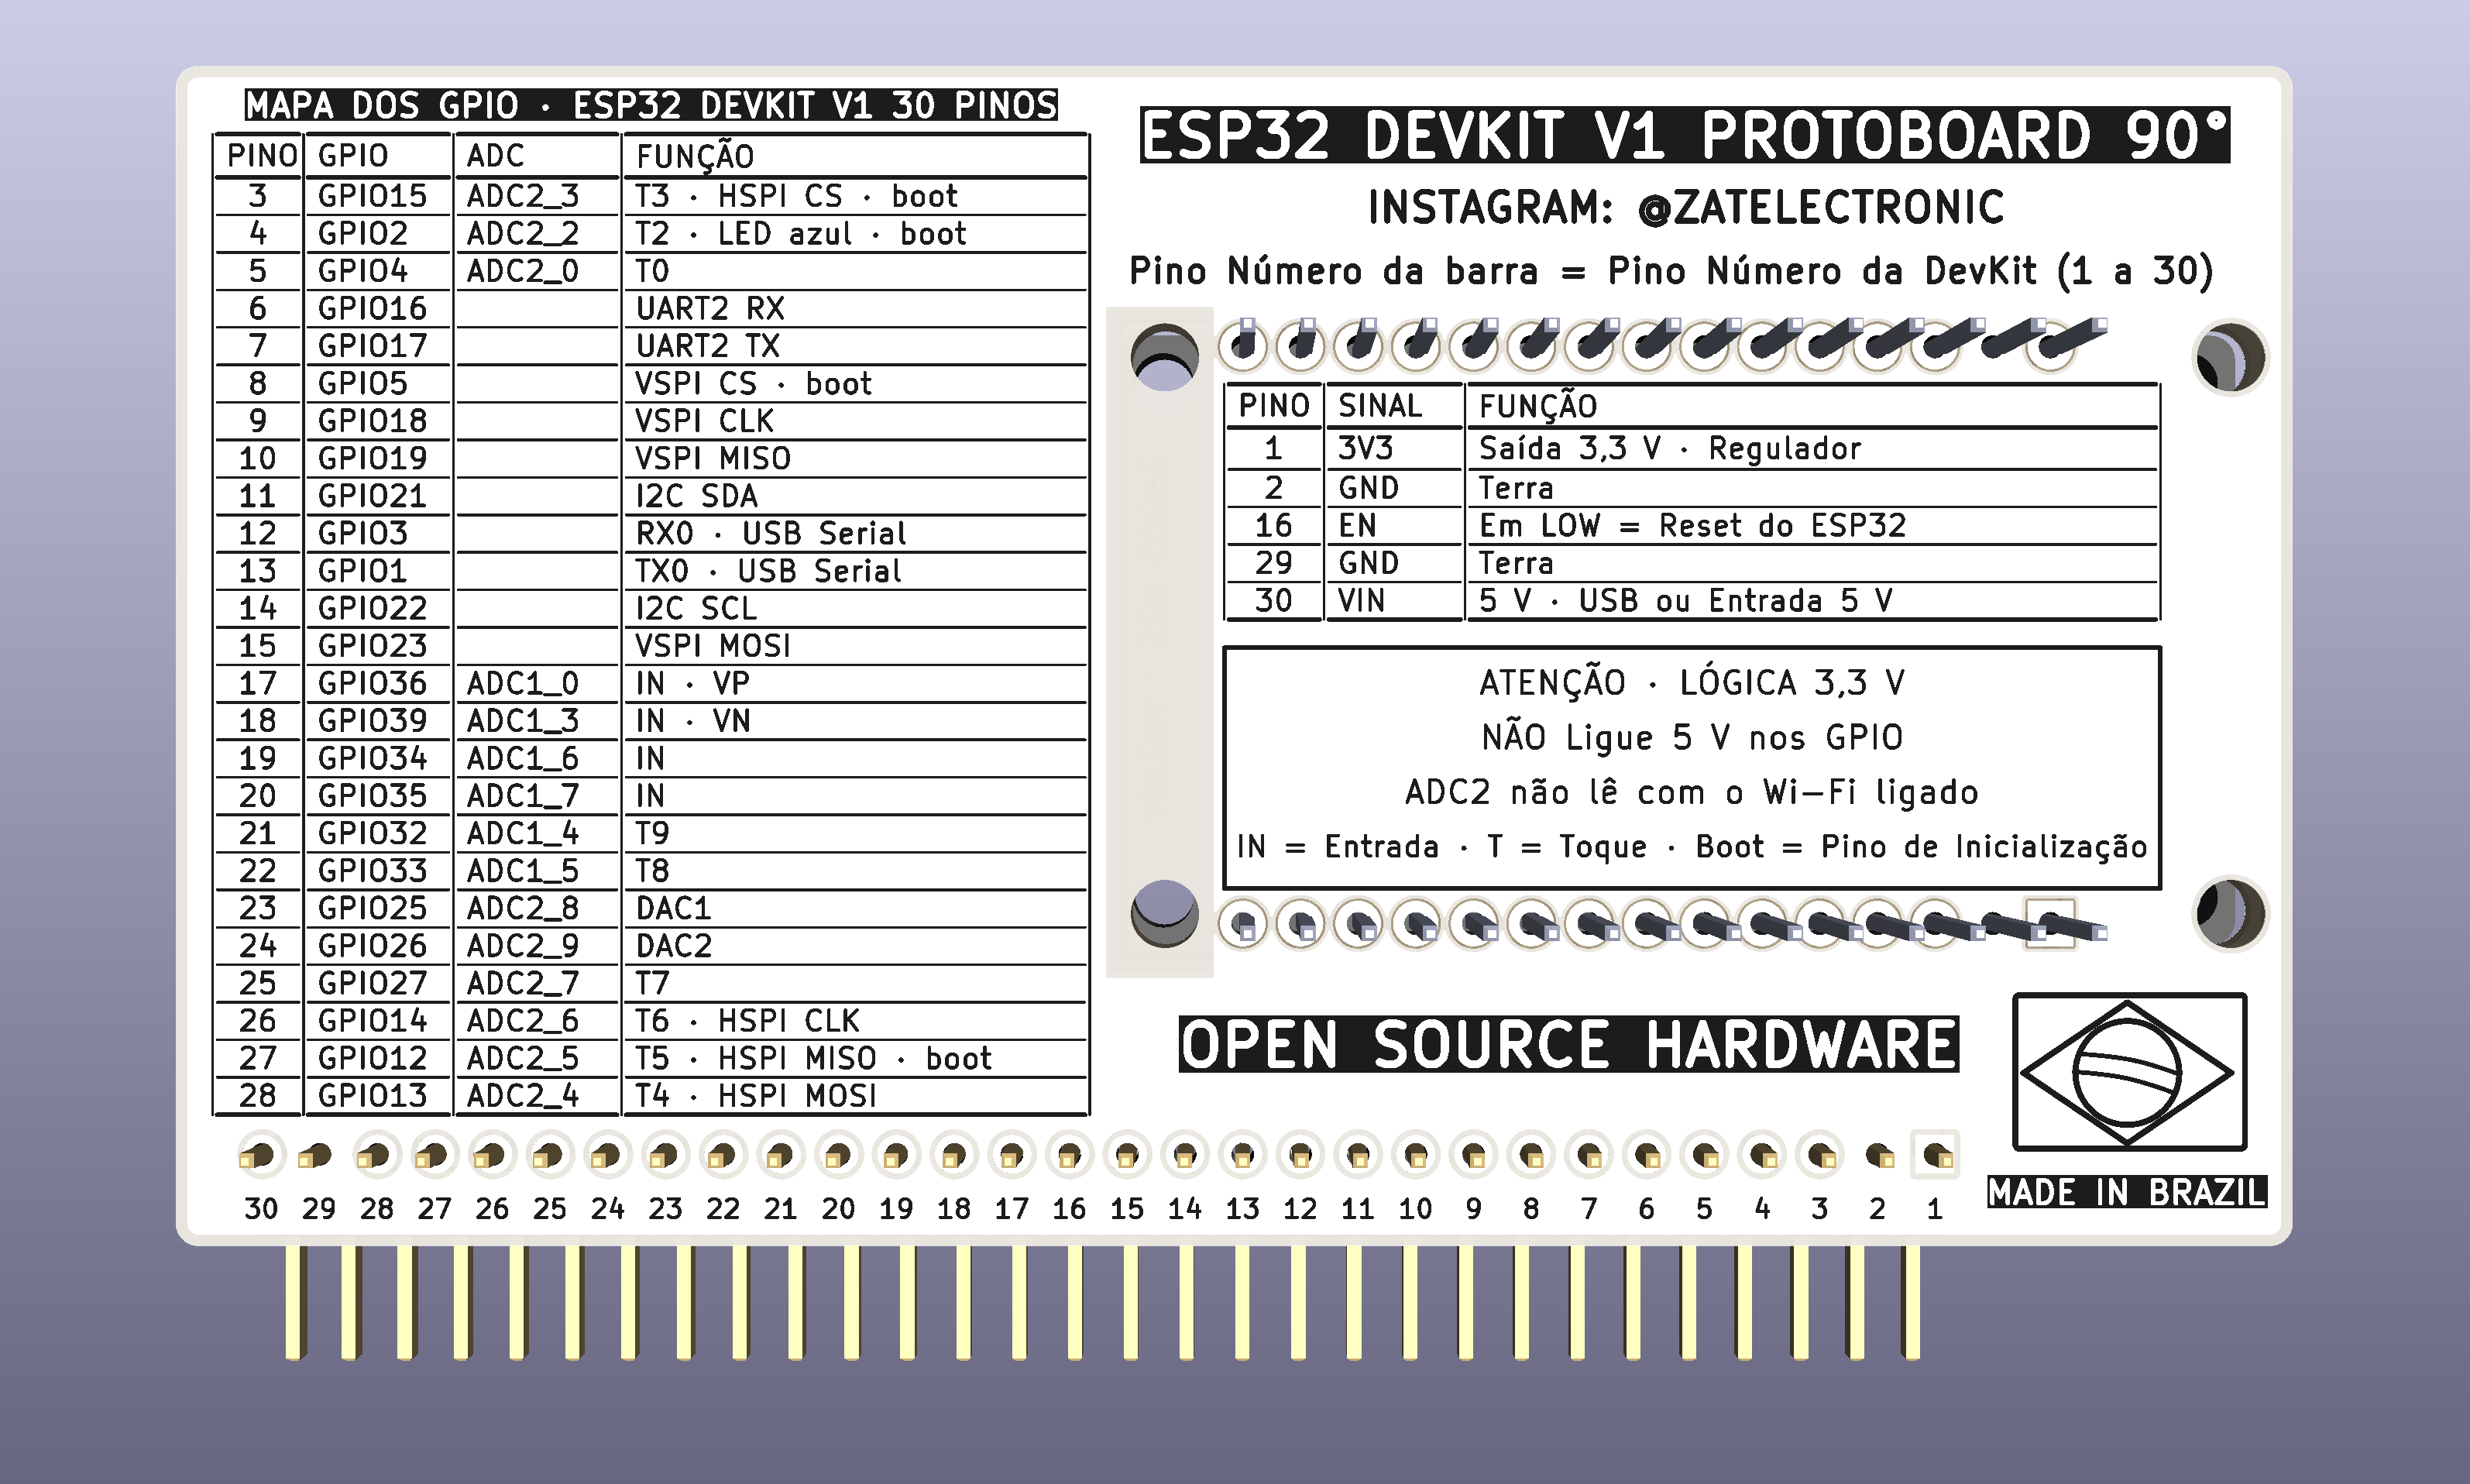 MAPA DOS GPIO · ESP32 DEVKIT V1 30 PINOS
PINO GPIO ADC FUNÇÃO
3 GPIO15 ADC2_3 T3 · HSPI CS · boot
4 GPIO2 ADC2_2 T2 · LED azul · boot
5 GPIO4 ADC2_0 T0
6 GPIO16 UART2 RX
7 GPIO17 UART2 TX
8 GPIO5 VSPI CS · boot
9 GPIO18 VSPI CLK
10 GPIO19 VSPI MISO
11 GPIO21 I2C SDA
12 GPIO3 RX0 · USB Serial
13 GPIO1 TX0 · USB Serial
14 GPIO22 I2C SCL
15 GPIO23 VSPI MOSI
17 GPIO36 ADC1_0 IN · VP
18 GPIO39 ADC1_3 IN · VN
19 GPIO34 ADC1_6 IN
20 GPIO35 ADC1_7 IN
21 GPIO32 ADC1_4 T9
22 GPIO33 ADC1_5 T8
23 GPIO25 ADC2_8 DAC1
24 GPIO26 ADC2_9 DAC2
25 GPIO27 ADC2_7 T7
26 GPIO14 ADC2_6 T6 · HSPI CLK
27 GPIO12 ADC2_5 T5 · HSPI MISO · boot
28 GPIO13 ADC2_4 T4 · HSPI MOSI
ESP32 DEVKIT V1 PROTOBOARD 90°
INSTAGRAM: @ZATELECTRONIC
Pino Número da barra = Pino Número da DevKit (1 a 30)
PINO SINAL FUNÇÃO
1 3V3 Saída 3,3 V · Regulador
2 GND Terra
16 EN Em LOW = Reset do ESP32
29 GND Terra
30 VIN 5 V · USB ou Entrada 5 V
ATENÇÃO · LÓGICA 3,3 V
NÃO Ligue 5 V nos GPIO
ADC2 não lê com o Wi-Fi ligado
IN = Entrada · T = Toque · Boot = Pino de Inicialização
OPEN SOURCE HARDWARE
MADE IN BRAZIL
30 29 28 27 26 25 24 23 22 21 20 19 18 17 16 15 14 13 12 11 10 9 8 7 6 5 4 3 2 1